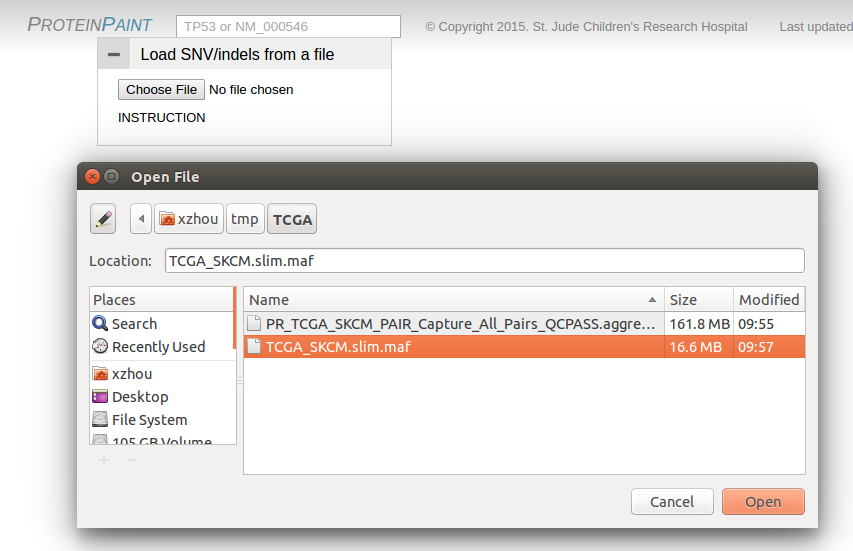 PROTEINPAINT TP53 or NM_000546 © Copyright 2015. St. Jude Children's Research Hospital Last updated
Load SNV/indels from a file
Choose File No file chosen
INSTRUCTION
Open File
xzhou tmp TCGA
Location: TCGA_SKCM.slim.maf
Places Name Size Modified
Search PR_TCGA_SKCM_PAIR_Capture_All_Pairs_QCPASS.aggre... 161.8 MB 09:55
Recently Used TCGA_SKCM.slim.maf 16.6 MB 09:57
xzhou
Desktop
File System
105 GB Volume
Cancel Open